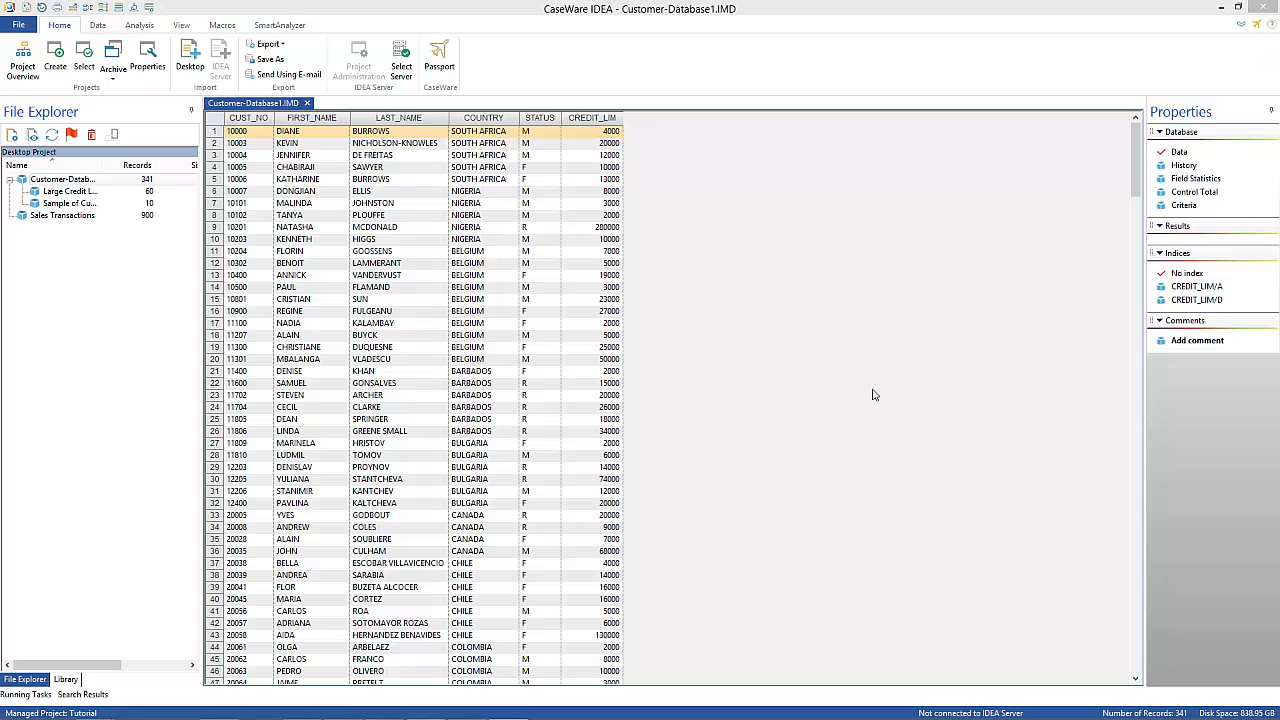 CaseWare IDEA - Customer-Database1.IMD
File Home Data Analysis View Macros SmartAnalyzer
Project Overview Create Select Archive Properties
Projects
Desktop IDEA Server
Import
Export
Save As
Send Using E-mail
Export
Project Administration Select Server
IDEA Server
Passport
CaseWare
File Explorer
Desktop Project
Name Records Si
Customer-Datab... 341
Large Credit L... 60
Sample of Cu... 10
Sales Transactions 900
File Explorer Library
Customer-Database1.IMD
CUST_NO FIRST_NAME LAST_NAME COUNTRY STATUS CREDIT_LIM
1 10000 DIANE BURROWS SOUTH AFRICA M 4000
2 10003 KEVIN NICHOLSON-KNOWLES SOUTH AFRICA M 20000
3 10004 JENNIFER DE FREITAS SOUTH AFRICA M 12000
4 10005 CHABIRAJI SAWYER SOUTH AFRICA F 10000
5 10006 KATHARINE BURROWS SOUTH AFRICA F 13000
6 10007 DONGJIAN ELLIS NIGERIA M 8000
7 10101 MALINDA JOHNSTON NIGERIA M 3000
8 10102 TANYA PLOUFFE NIGERIA M 2000
9 10201 NATASHA MCDONALD NIGERIA R 280000
10 10203 KENNETH HIGGS NIGERIA M 10000
11 10204 FLORIN GOOSSENS BELGIUM M 7000
12 10302 BENOIT LAMMERANT BELGIUM M 5000
13 10400 ANNICK VANDERVUST BELGIUM F 19000
14 10500 PAUL FLAMAND BELGIUM M 3000
15 10801 CRISTIAN SUN BELGIUM M 23000
16 10900 REGINE FULGEANU BELGIUM F 27000
17 11100 NADIA KALAMBAY BELGIUM F 2000
18 11207 ALAIN BUYCK BELGIUM M 5000
19 11300 CHRISTIANE DUQUESNE BELGIUM F 25000
20 11301 MBALANGA VLADESCU BELGIUM M 50000
21 11400 DENISE KHAN BARBADOS F 2000
22 11600 SAMUEL GONSALVES BARBADOS R 15000
23 11702 STEVEN ARCHER BARBADOS R 20000
24 11704 CECIL CLARKE BARBADOS R 26000
25 11805 DEAN SPRINGER BARBADOS R 18000
26 11806 LINDA GREENE SMALL BARBADOS R 34000
27 11809 MARINELA HRISTOV BULGARIA F 2000
28 11810 LUDMIL TOMOV BULGARIA M 6000
29 12203 DENISLAV PROYNOV BULGARIA R 14000
30 12205 YULIANA STANTCHEVA BULGARIA R 74000
31 12206 STANIMIR KANTCHEV BULGARIA M 12000
32 12400 PAVLINA KALTCHEVA BULGARIA F 20000
33 20005 YVES GODBOUT CANADA R 20000
34 20008 ANDREW COLES CANADA R 9000
35 20028 ALAIN SOUBLIERE CANADA F 7000
36 20035 JOHN CULHAM CANADA M 68000
37 20038 BELLA ESCOBAR VILLAVICENCIO CHILE F 4000
38 20039 ANDREA SARABIA CHILE F 14000
39 20041 FLOR BUZETA ALCOCER CHILE F 16000
40 20045 MARIA CORTEZ CHILE F 16000
41 20056 CARLOS ROA CHILE M 5000
42 20057 ADRIANA SOTOMAYOR ROZAS CHILE F 6000
43 20058 AIDA HERNANDEZ BENAVIDES CHILE F 130000
44 20061 OLGA ARBELAEZ COLOMBIA F 2000
45 20062 CARLOS FRANCO COLOMBIA M 8000
46 20063 PEDRO OLIVERO COLOMBIA M 10000
47 20064 JAIME PRETELT COLOMBIA M 3000
Properties
Database
Data
History
Field Statistics
Control Total
Criteria
Results
Indices
No index
CREDIT_LIM/A
CREDIT_LIM/D
Comments
Add comment
Running Tasks Search Results
Managed Project: Tutorial Not connected to IDEA Server Number of Records: 341 Disk Space: 838.95 GB